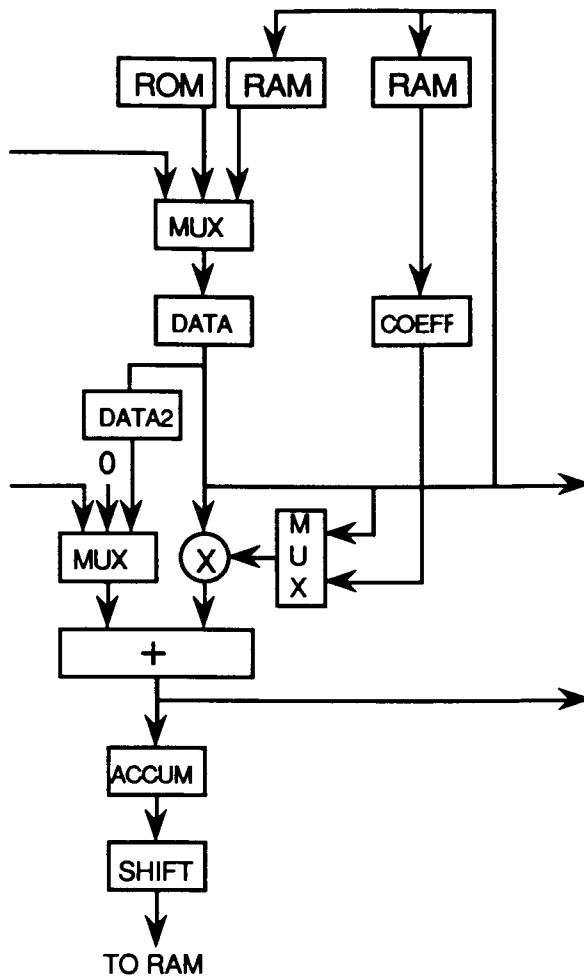 ROM
RAM
RAM
MUX
DATA
COEFF
DATA2
0
MUX
X
M
U
X
+
ACCUM
SHIFT
TO RAM